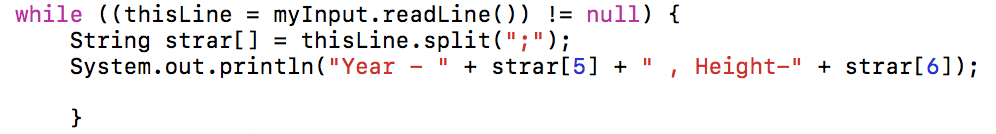 while ((thisLine = myInput.readLine()) != null) {
    String strar[] = thisLine.split(";");
    System.out.println("Year - " + strar[5] + " , Height-" + strar[6]);
    }